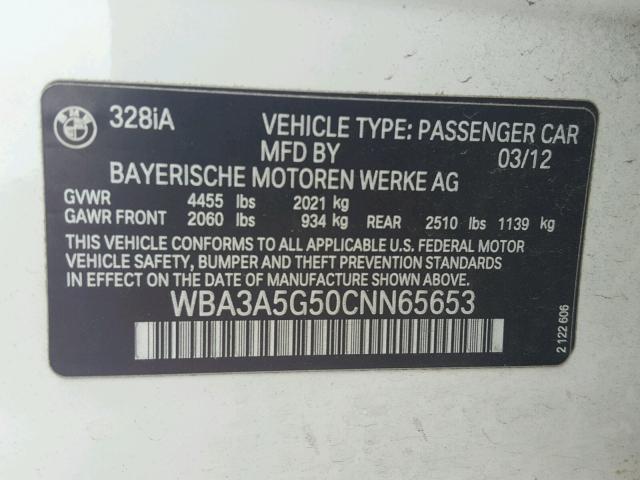 328iA VEHICLE TYPE: PASSENGER CAR
MFD BY 03/12
BAYERISCHE MOTOREN WERKE AG
GVWR 4455 lbs 2021 kg
GAWR FRONT 2060 lbs 934 kg REAR 2510 lbs 1139 kg
THIS VEHICLE CONFORMS TO ALL APPLICABLE U.S. FEDERAL MOTOR
VEHICLE SAFETY, BUMPER AND THEFT PREVENTION STANDARDS
IN EFFECT ON THE DATE OF MANUFACTURE SHOWN ABOVE.
WBA3A5G50CNN65653
2 122 606